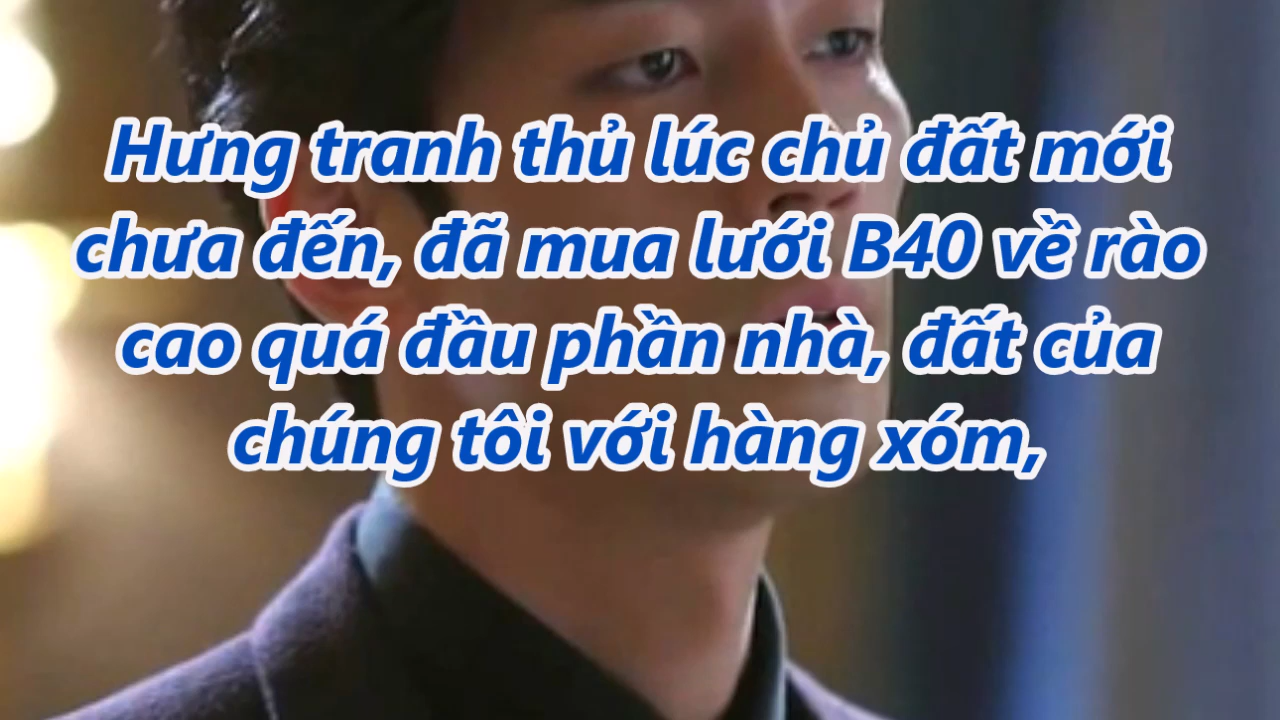 Hưng tranh thủ lúc chủ đất mới
chưa đến, đã mua lưới B40 về rào
cao quá đầu phần nhà, đất của
chúng tôi với hàng xóm,